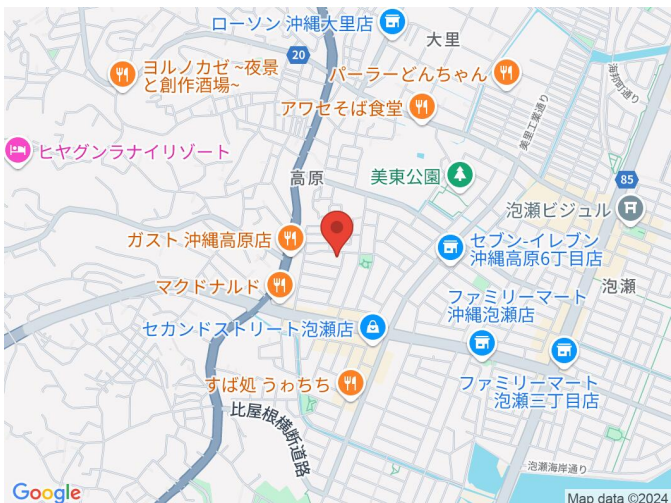 ローソン 沖縄大里店
大里
20
ヨルノカゼ ~夜景
と創作酒場~
パーラーどんちゃん
海邦町通り
アワセそば食堂
美里工業通り
ヒヤグンラナイリゾート
高原
美東公園
85
泡瀬ビジュル
ガスト 沖縄高原店
セブン-イレブン
沖縄高原6丁目店
マクドナルド
泡瀬
ファミリーマート
沖縄泡瀬店
セカンドストリート泡瀬店
ファミリーマート
泡瀬三丁目店
すば処 うゎちち
比屋根横断道路
泡瀬海岸通り
Google
Map data ©2024